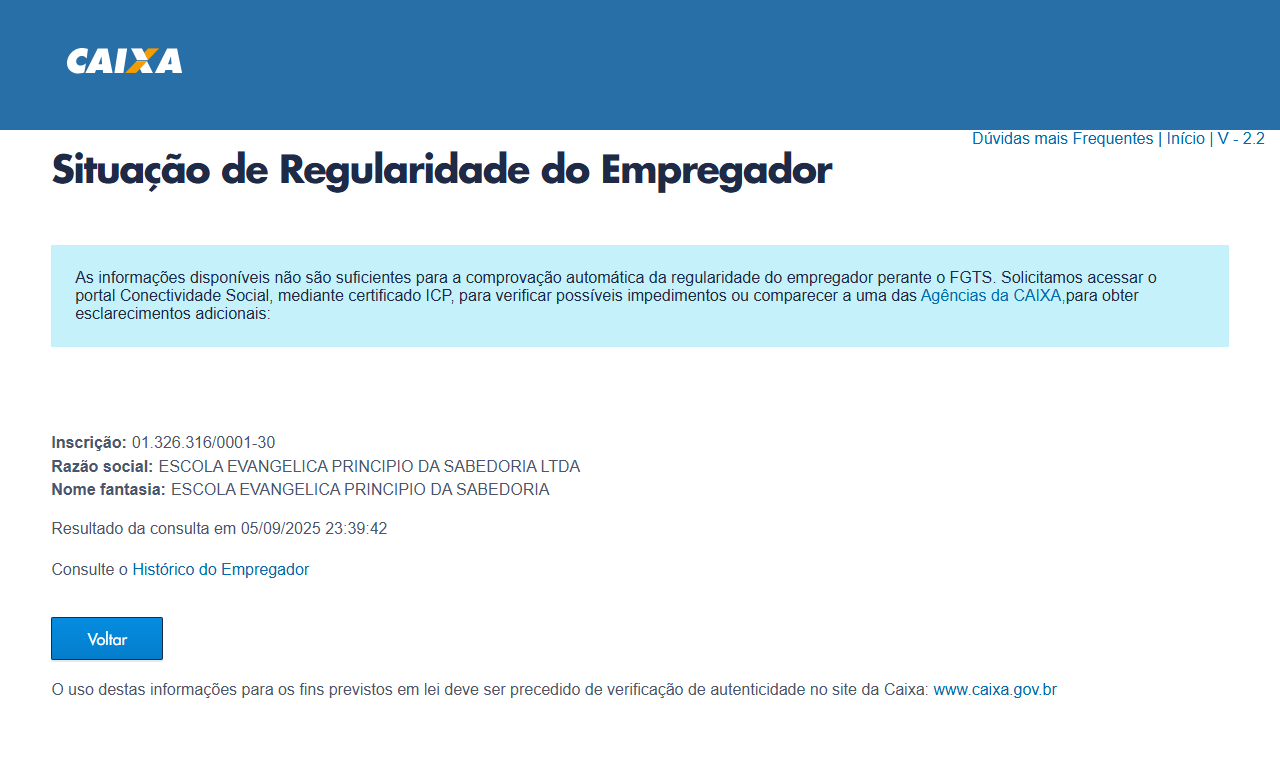 CAIXA
Dúvidas mais Frequentes | Início | V - 2.2
Situação de Regularidade do Empregador
As informações disponíveis não são suficientes para a comprovação automática da regularidade do empregador perante o FGTS. Solicitamos acessar o
portal Conectividade Social, mediante certificado ICP, para verificar possíveis impedimentos ou comparecer a uma das Agências da CAIXA,para obter
esclarecimentos adicionais:
Inscrição: 01.326.316/0001-30
Razão social: ESCOLA EVANGELICA PRINCIPIO DA SABEDORIA LTDA
Nome fantasia: ESCOLA EVANGELICA PRINCIPIO DA SABEDORIA
Resultado da consulta em 05/09/2025 23:39:42
Consulte o Histórico do Empregador
Voltar
O uso destas informações para os fins previstos em lei deve ser precedido de verificação de autenticidade no site da Caixa: www.caixa.gov.br